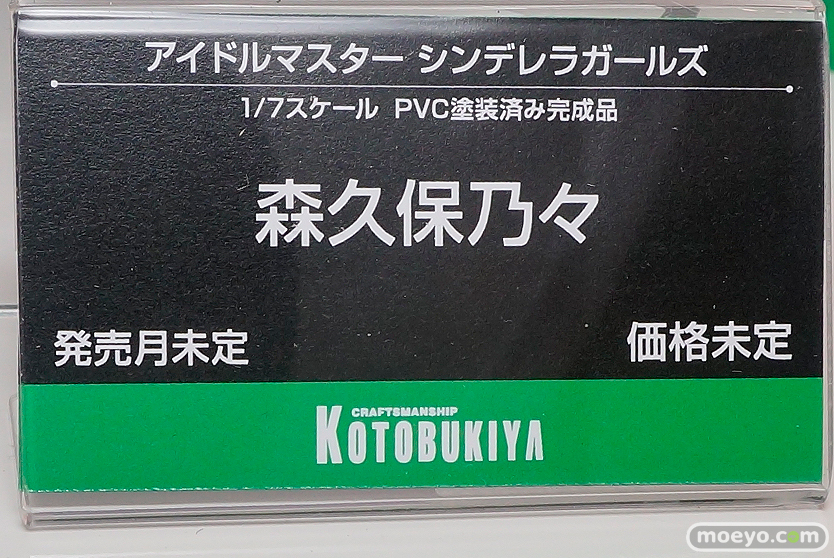 アイドルマスター シンデレラガールズ
1/7スケール PVC塗装済み完成品
森久保乃々
発売月未定
価格未定
CRAFTSMANSHIP
KOTOBUKIYA
moeyo.com